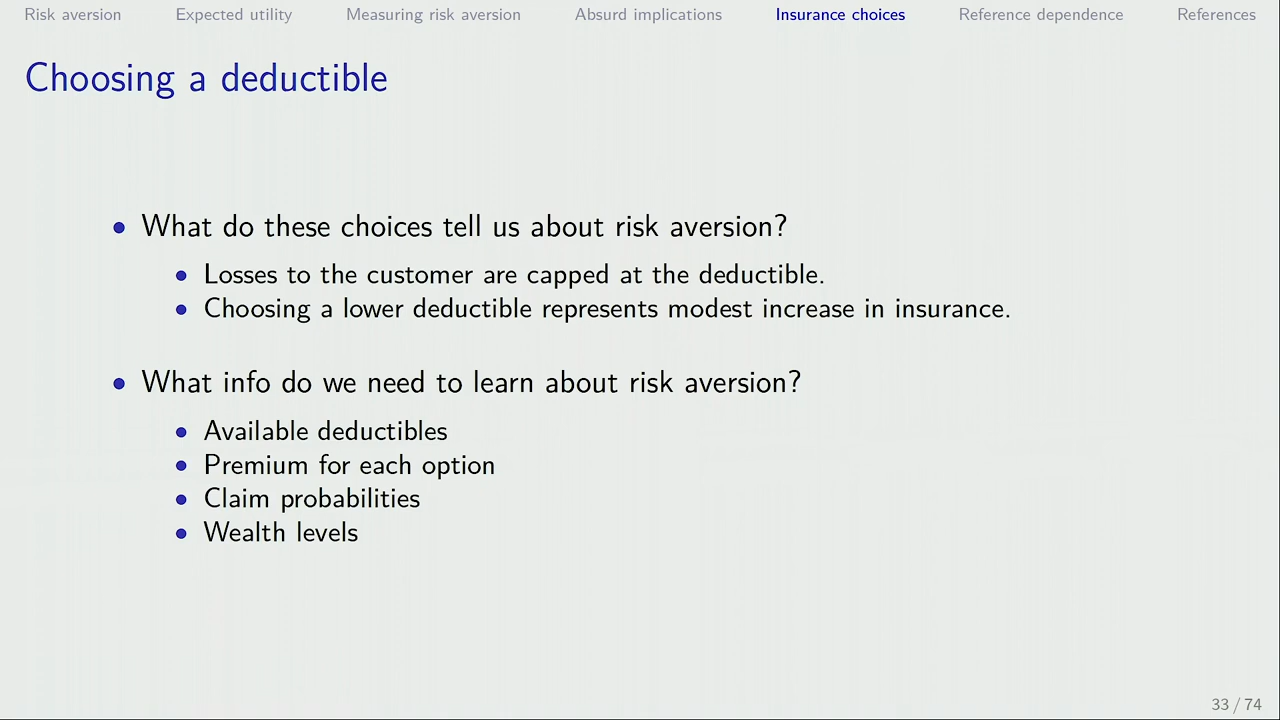 Risk aversion Expected utility Measuring risk aversion Absurd implications Insurance choices Reference dependence References
Choosing a deductible
• What do these choices tell us about risk aversion?
• Losses to the customer are capped at the deductible.
• Choosing a lower deductible represents modest increase in insurance.
• What info do we need to learn about risk aversion?
• Available deductibles
• Premium for each option
• Claim probabilities
• Wealth levels
33 / 74